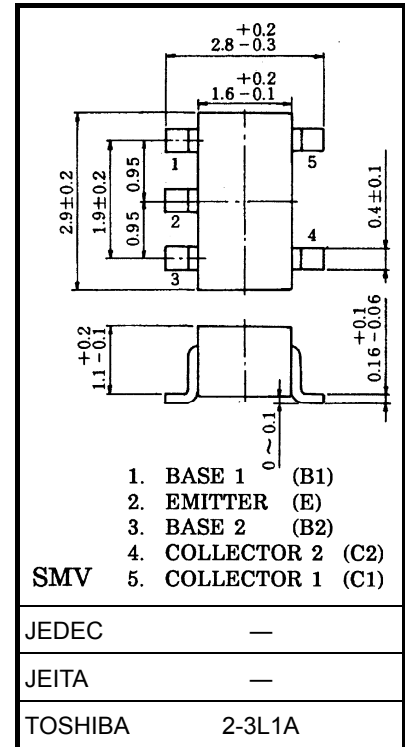 +0.2
2.8 -0.3
+0.2
1.6 -0.1
1
5
2.9±0.2
1.9±0.2
0.95
0.95
2
0.4±0.1
4
3
+0.2
1.1-0.1
+0.1
0.16-0.06
0 ~ 0.1
1. BASE 1 (B1)
2. EMITTER (E)
3. BASE 2 (B2)
4. COLLECTOR 2 (C2)
SMV 5. COLLECTOR 1 (C1)
JEDEC —
JEITA —
TOSHIBA 2-3L1A